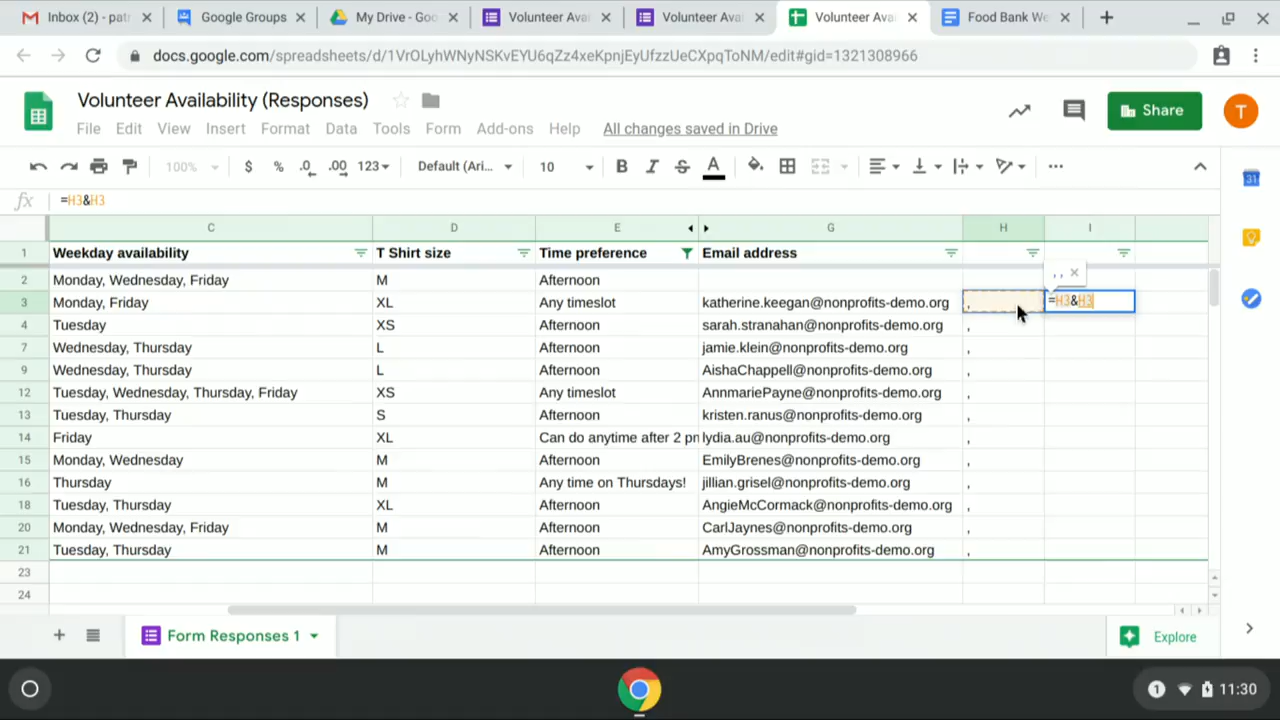 Inbox (2) - patr
Google Groups
My Drive - Goo
Volunteer Avai
Volunteer Avai
Volunteer Avai
Food Bank We
docs.google.com/spreadsheets/d/1VrOLyhWNyNSKvEYU6qZz4xeKpnjEyUfzzUeCXpqToNM/edit#gid=1321308966
Volunteer Availability (Responses)
File Edit View Insert Format Data Tools Form Add-ons Help All changes saved in Drive
Share
T
100% $ % .0 .00 123 Default (Ari... 10 B I S A
31
fx =H3&H3
C D E G H I
1 Weekday availability T Shirt size Time preference Email address
2 Monday, Wednesday, Friday M Afternoon
, ,
3 Monday, Friday XL Any timeslot katherine.keegan@nonprofits-demo.org , =H3&H3
4 Tuesday XS Afternoon sarah.stranahan@nonprofits-demo.org ,
7 Wednesday, Thursday L Afternoon jamie.klein@nonprofits-demo.org ,
9 Wednesday, Thursday L Afternoon AishaChappell@nonprofits-demo.org ,
12 Tuesday, Wednesday, Thursday, Friday XS Any timeslot AnnmariePayne@nonprofits-demo.org ,
13 Tuesday, Thursday S Afternoon kristen.ranus@nonprofits-demo.org ,
14 Friday XL Can do anytime after 2 pm lydia.au@nonprofits-demo.org ,
15 Monday, Wednesday M Afternoon EmilyBrenes@nonprofits-demo.org ,
16 Thursday M Any time on Thursdays! jillian.grisel@nonprofits-demo.org ,
18 Tuesday, Thursday XL Afternoon AngieMcCormack@nonprofits-demo.org ,
20 Monday, Wednesday, Friday M Afternoon CarlJaynes@nonprofits-demo.org ,
21 Tuesday, Thursday M Afternoon AmyGrossman@nonprofits-demo.org ,
23
24
Form Responses 1
Explore
1 11:30